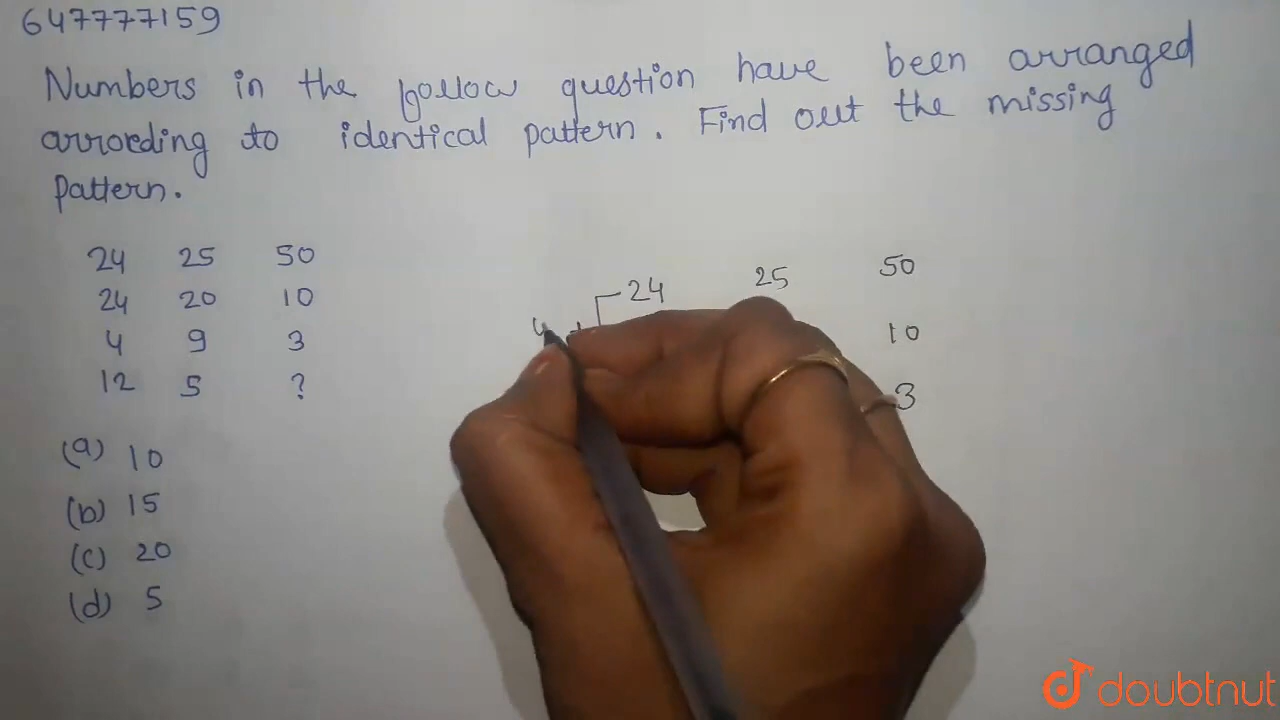 647777159
Numbers in the follow question have been arranged
arroeding to identical pattern. Find out the missing
pattern.
24 25 50
24 20 10
4 9 3
12 5 ?
24 25 50
10
3
(a) 10
(b) 15
(c) 20
(d) 5
doubtnut